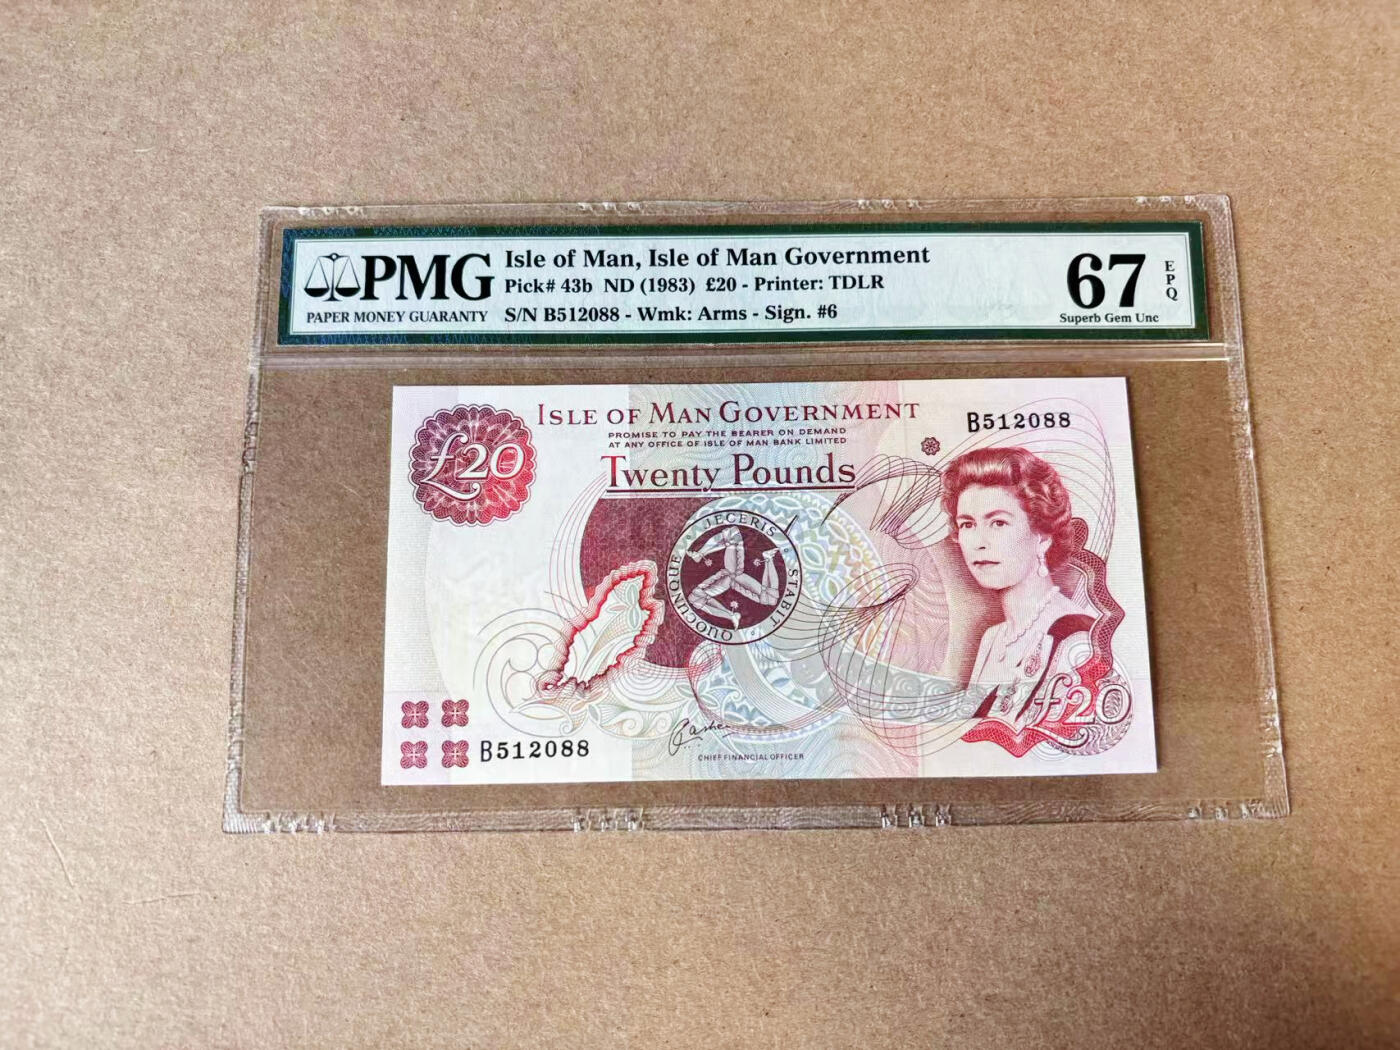 PMG
PAPER MONEY GUARANTY
Isle of Man, Isle of Man Government
Pick# 43b ND (1983) £20 - Printer: TDLR
S/N B512088 - Wmk: Arms - Sign. #6
67
EPQ
Superb Gem Unc
£20
ISLE OF MAN GOVERNMENT
PROMISE TO PAY THE BEARER ON DEMAND
AT ANY OFFICE OF ISLE OF MAN BANK LIMITED
Twenty Pounds
B512088
QUOCUNQUE JECERIS STABIT
£20
B512088
CHIEF FINANCIAL OFFICER